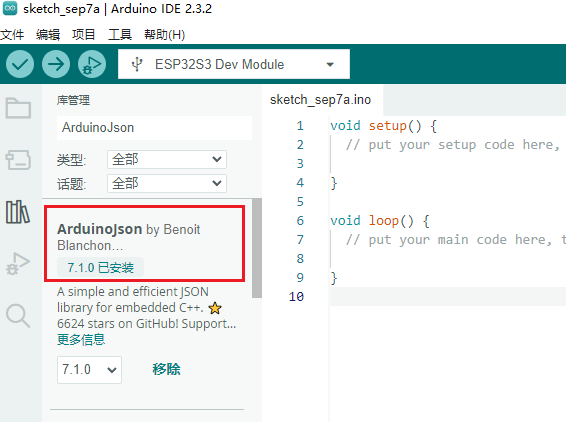 sketch_sep7a | Arduino IDE 2.3.2
文件 编辑 项目 工具 帮助(H)
ESP32S3 Dev Module
库管理
ArduinoJson
类型: 全部
话题: 全部
ArduinoJson by Benoit
Blanchon...
7.1.0 已安装
A simple and efficient JSON
library for embedded C++. ⭐
6624 stars on GitHub! Support...
更多信息
7.1.0 移除
sketch_sep7a.ino
1 void setup() {
2 // put your setup code here,
3
4 }
5
6 void loop() {
7 // put your main code here, t
8
9 }
10